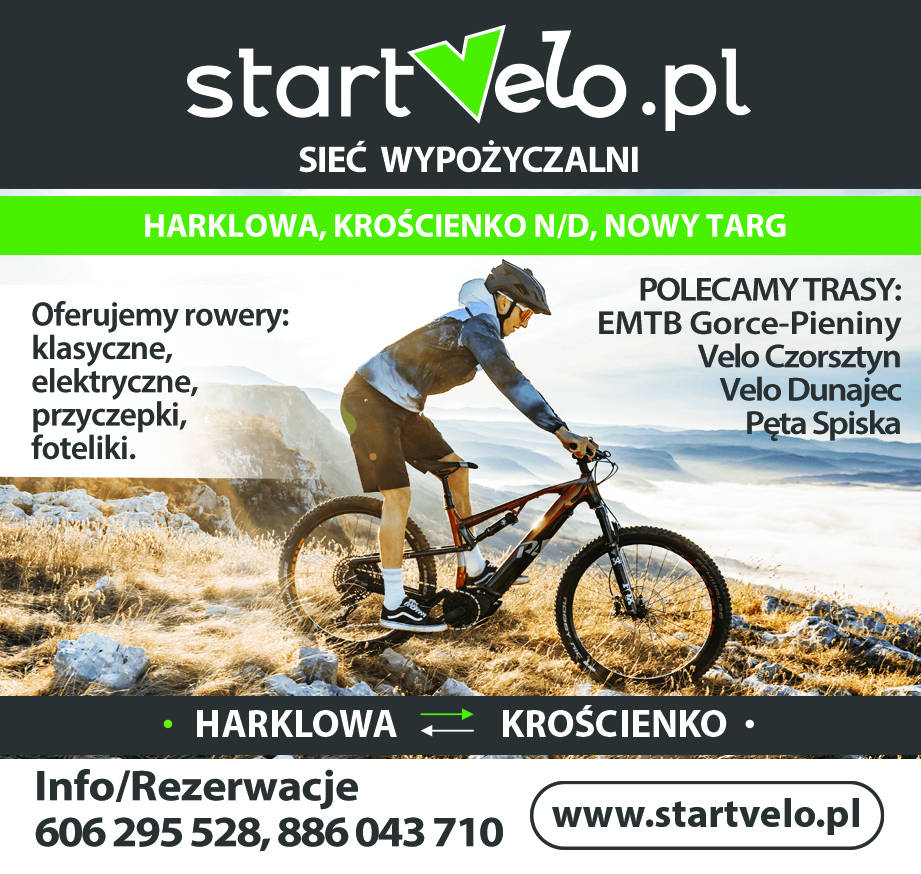 startVelo.pl
SIEĆ WYPOŻYCZALNI
HARKLOWA, KROŚCIENKO N/D, NOWY TARG
Oferujemy rowery:
klasyczne,
elektryczne,
przyczepki,
foteliki.
POLECAMY TRASY:
EMTB Gorce-Pieniny
Velo Czorsztyn
Velo Dunajec
Pęta Spiska
• HARKLOWA ⇄ KROŚCIENKO •
Info/Rezerwacje
606 295 528, 886 043 710
www.startvelo.pl